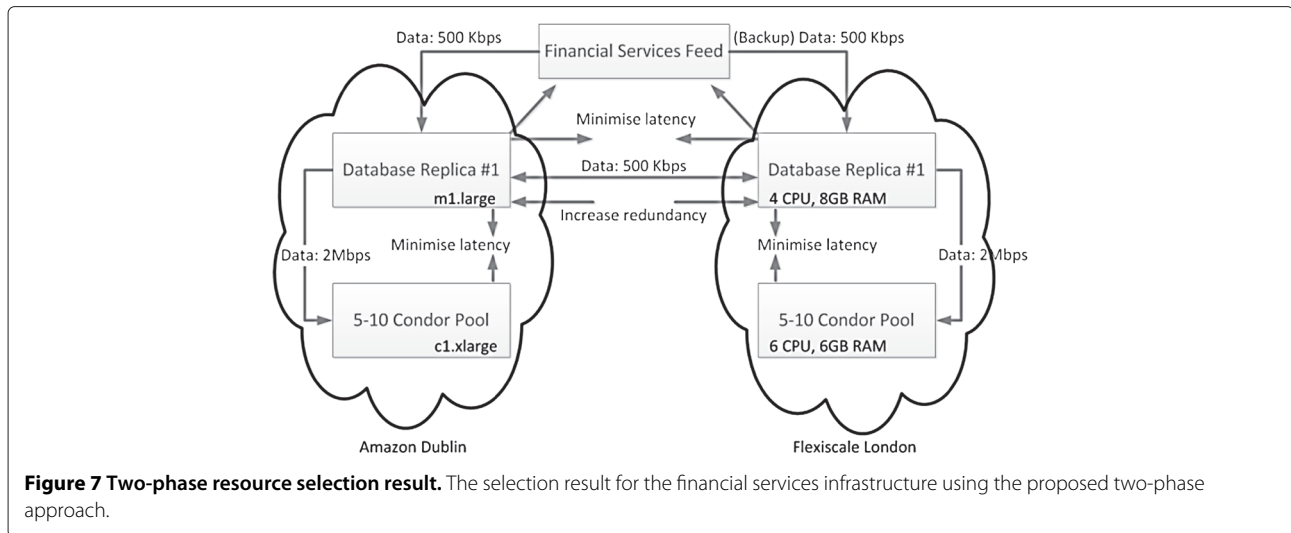 Data: 500 Kbps
Financial Services Feed
(Backup) Data: 500 Kbps
Minimise latency
Database Replica #1
m1.large
Data: 500 Kbps
Database Replica #1
4 CPU, 8GB RAM
Increase redundancy
Minimise latency
Minimise latency
Data: 2Mbps
Data: 2Mbps
5-10 Condor Pool
c1.xlarge
5-10 Condor Pool
6 CPU, 6GB RAM
Amazon Dublin
Flexiscale London
Figure 7 Two-phase resource selection result. The selection result for the financial services infrastructure using the proposed two-phase
approach.